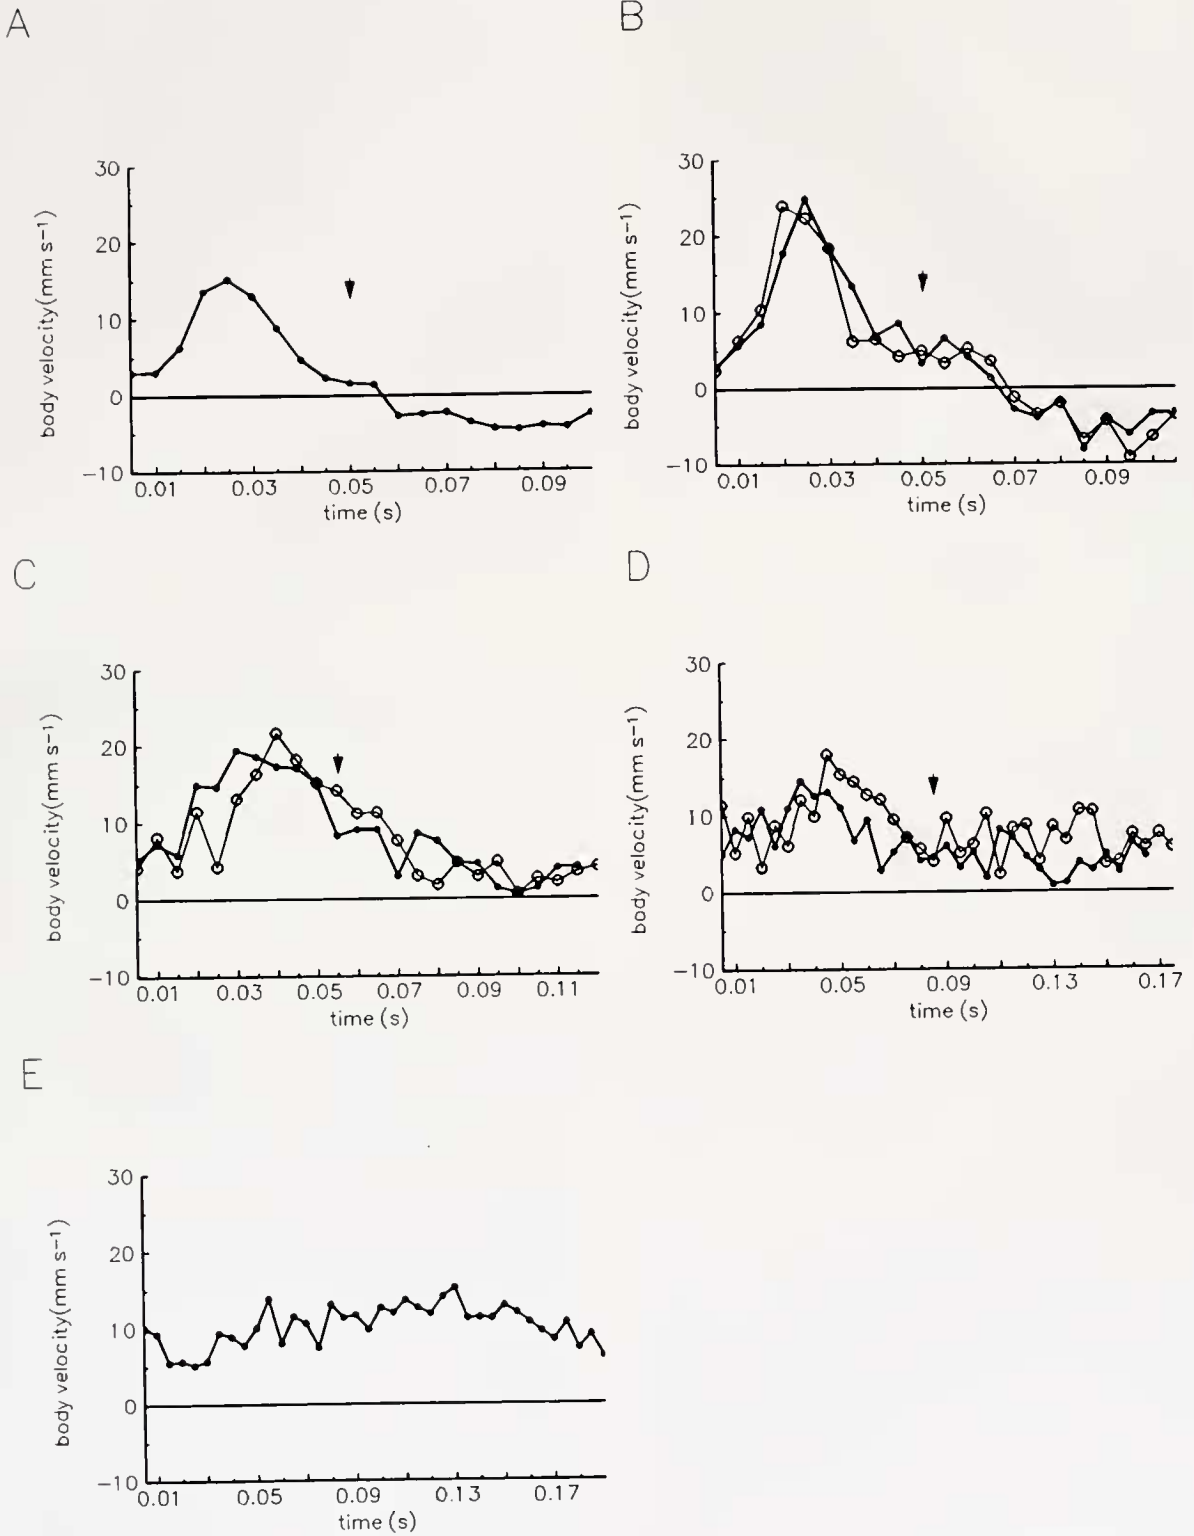 A
30
20
10
0
−10
body velocity(mm s−1)
0.01 0.03 0.05 0.07 0.09
time (s)
B
30
20
10
0
−10
body velocity(mm s−1)
0.01 0.03 0.05 0.07 0.09
time (s)
C
30
20
10
0
−10
body velocity(mm s−1)
0.01 0.03 0.05 0.07 0.09 0.11
time (s)
D
30
20
10
0
−10
body velocity(mm s−1)
0.01 0.05 0.09 0.13 0.17
time (s)
E
30
20
10
0
−10
body velocity(mm s−1)
0.01 0.05 0.09 0.13 0.17
time (s)